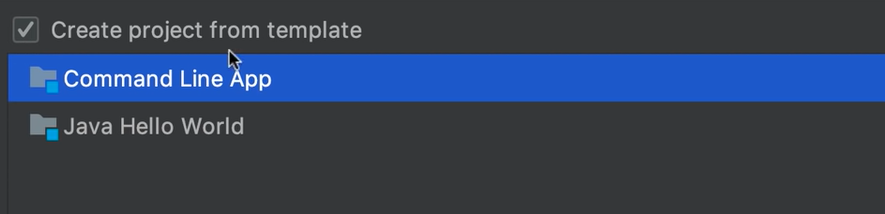 Create project from template
Command Line App
Java Hello World